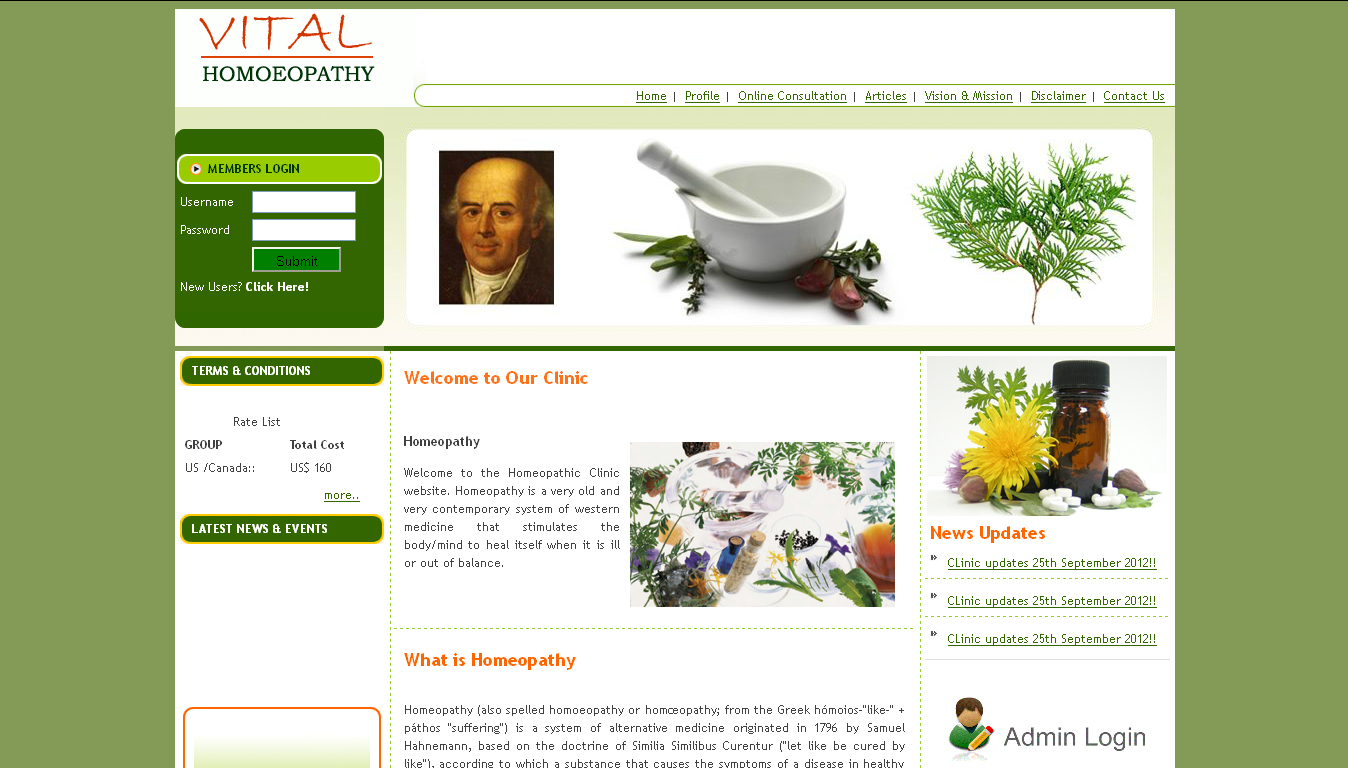 VITAL
HOMOEOPATHY
Home | Profile | Online Consultation | Articles | Vision & Mission | Disclaimer | Contact Us
MEMBERS LOGIN
Username
Password
Submit
New Users? Click Here!
TERMS & CONDITIONS
Rate List
GROUP Total Cost
US /Canada:: US$ 160
more..
LATEST NEWS & EVENTS
Welcome to Our Clinic
Homeopathy
Welcome to the Homeopathic Clinic
website. Homeopathy is a very old and
very contemporary system of western
medicine that stimulates the
body/mind to heal itself when it is ill
or out of balance.
What is Homeopathy
Homeopathy (also spelled homoeopathy or homœopathy; from the Greek hómoios-"like-" +
páthos "suffering") is a system of alternative medicine originated in 1796 by Samuel
Hahnemann, based on the doctrine of Similia Similibus Curentur ("let like be cured by
like"), according to which a substance that causes the symptoms of a disease in healthy
News Updates
CLinic updates 25th September 2012!!
CLinic updates 25th September 2012!!
CLinic updates 25th September 2012!!
Admin Login